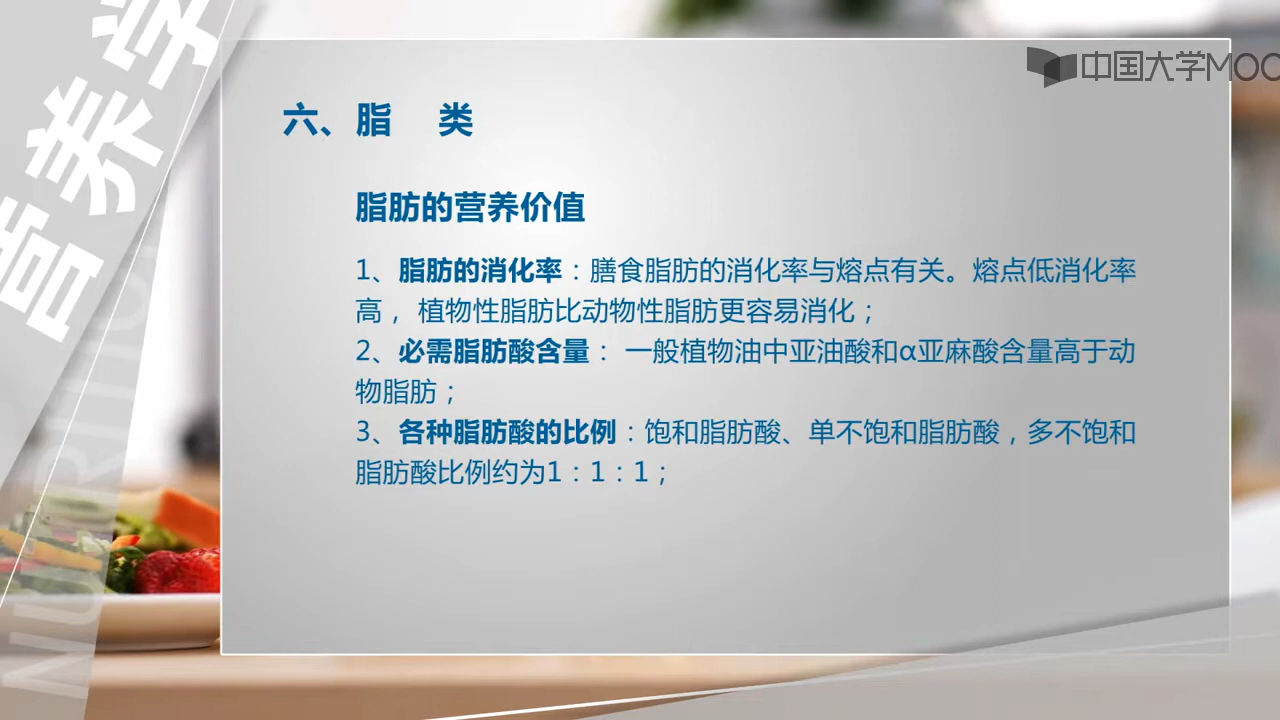 营养学
NUTRITION
中国大学MOO
六、脂 类
脂肪的营养价值
1、脂肪的消化率：膳食脂肪的消化率与熔点有关。熔点低消化率
高， 植物性脂肪比动物性脂肪更容易消化；
2、必需脂肪酸含量： 一般植物油中亚油酸和α亚麻酸含量高于动
物脂肪；
3、各种脂肪酸的比例：饱和脂肪酸、单不饱和脂肪酸，多不饱和
脂肪酸比例约为1：1：1；